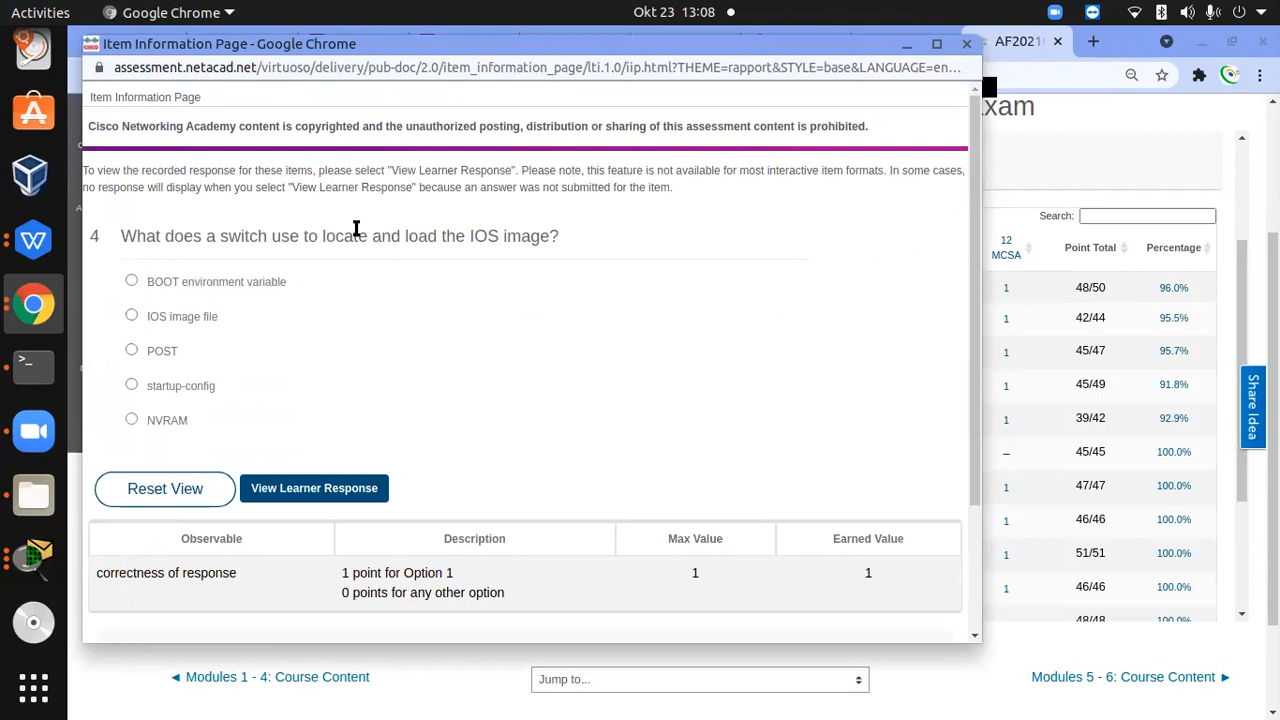 Activities
Google Chrome
Okt 23 13:08
Item Information Page - Google Chrome
AF2021
assessment.netacad.net/virtuoso/delivery/pub-doc/2.0/item_information_page/lti.1.0/iip.html?THEME=rapport&STYLE=base&LANGUAGE=en...
Item Information Page
Cisco Networking Academy content is copyrighted and the unauthorized posting, distribution or sharing of this assessment content is prohibited.
To view the recorded response for these items, please select "View Learner Response". Please note, this feature is not available for most interactive item formats. In some cases,
no response will display when you select "View Learner Response" because an answer was not submitted for the item.
4 What does a switch use to locate and load the IOS image?
BOOT environment variable
IOS image file
POST
startup-config
NVRAM
Reset View View Learner Response
Observable Description Max Value Earned Value
correctness of response 1 point for Option 1 1 1
0 points for any other option
Search:
12
MCSA Point Total Percentage
1 48/50 96.0%
1 42/44 95.5%
1 45/47 95.7%
1 45/49 91.8%
1 39/42 92.9%
– 45/45 100.0%
1 47/47 100.0%
1 46/46 100.0%
1 51/51 100.0%
1 46/46 100.0%
48/48 100.0%
Share Idea
◄ Modules 1 - 4: Course Content
Jump to...
Modules 5 - 6: Course Content ►